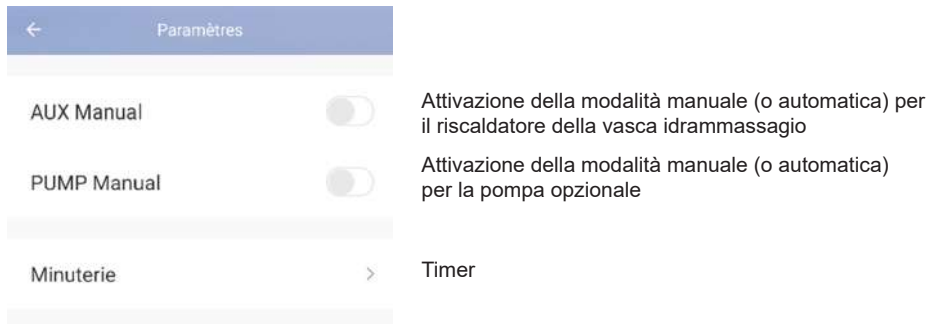 Paramètres
AUX Manual
Attivazione della modalità manuale (o automatica) per
il riscaldatore della vasca idrammassagio
PUMP Manual
Attivazione della modalità manuale (o automatica)
per la pompa opzionale
Minuterie
Timer